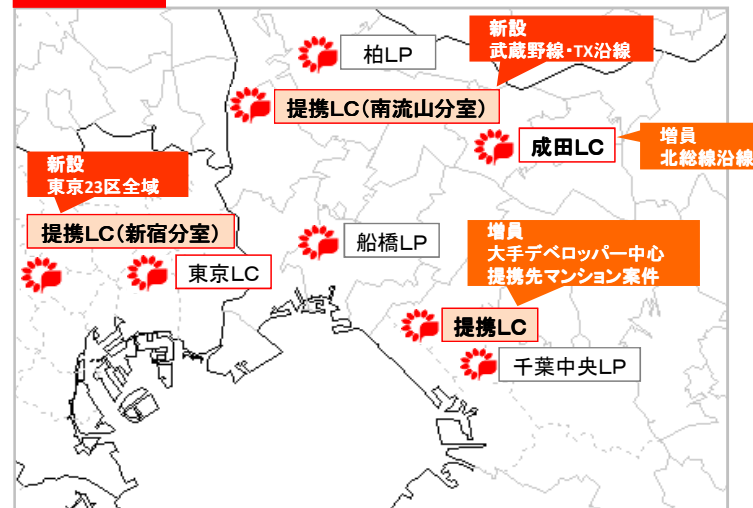 柏LP
新設
武蔵野線・TX沿線
提携LC（南流山分室）
成田LC
増員
北総線沿線
新設
東京23区全域
提携LC（新宿分室）
東京LC
船橋LP
増員
大手デベロッパー中心
提携先マンション案件
提携LC
千葉中央LP